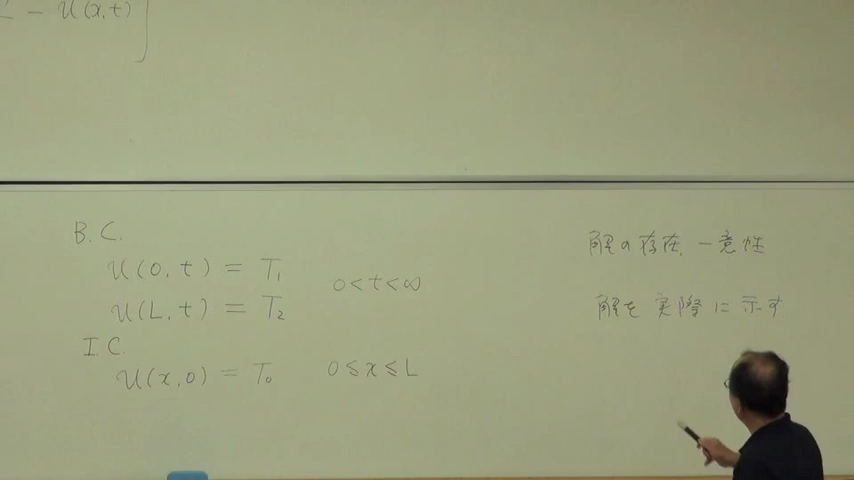 - u(x,t)]
B.C.
u(0,t) = T₁
u(L,t) = T₂
0<t<∞
I.C.
u(x,0) = T₀ 0≤x≤L
解の存在、一意性
解を実際に示す